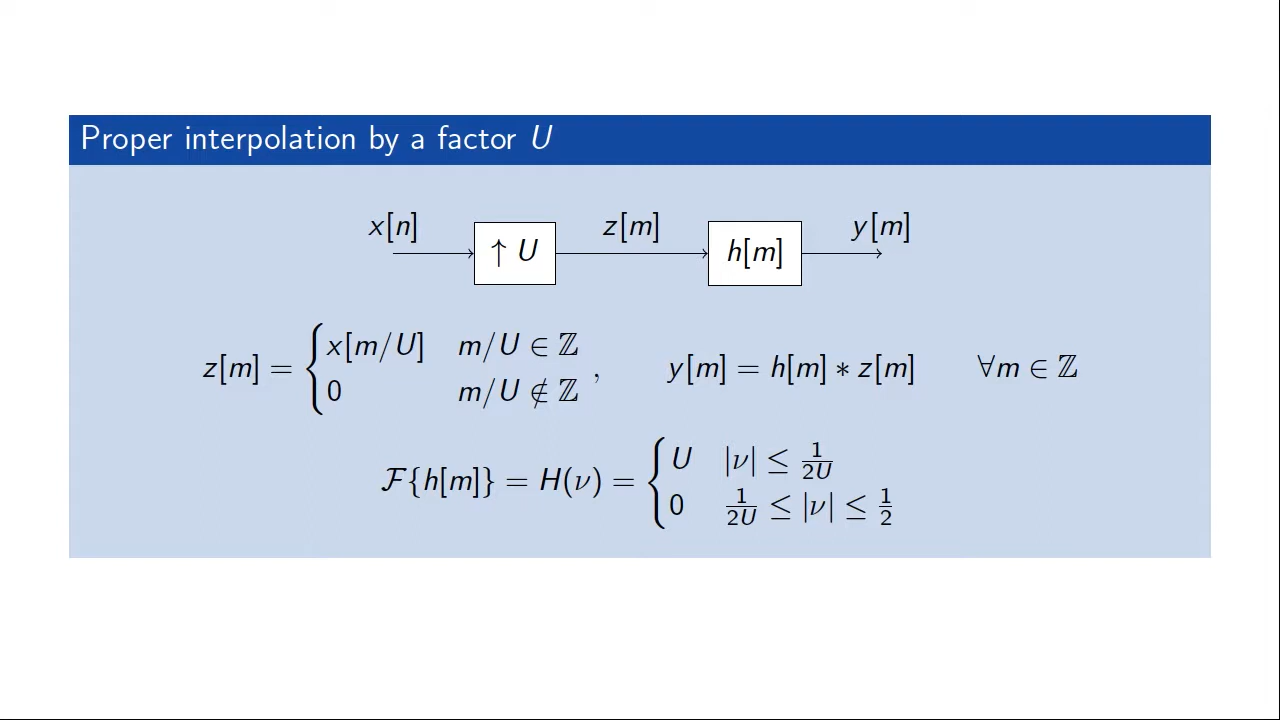 Proper interpolation by a factor U
x[n] ↑ U z[m] h[m] y[m]
z[m] = { x[m/U] m/U ∈ ℤ
0 m/U ∉ ℤ , y[m] = h[m] ∗ z[m] ∀m ∈ ℤ
ℱ{h[m]} = H(ν) = { U |ν| ≤ 1/2U
0 1/2U ≤ |ν| ≤ 1/2